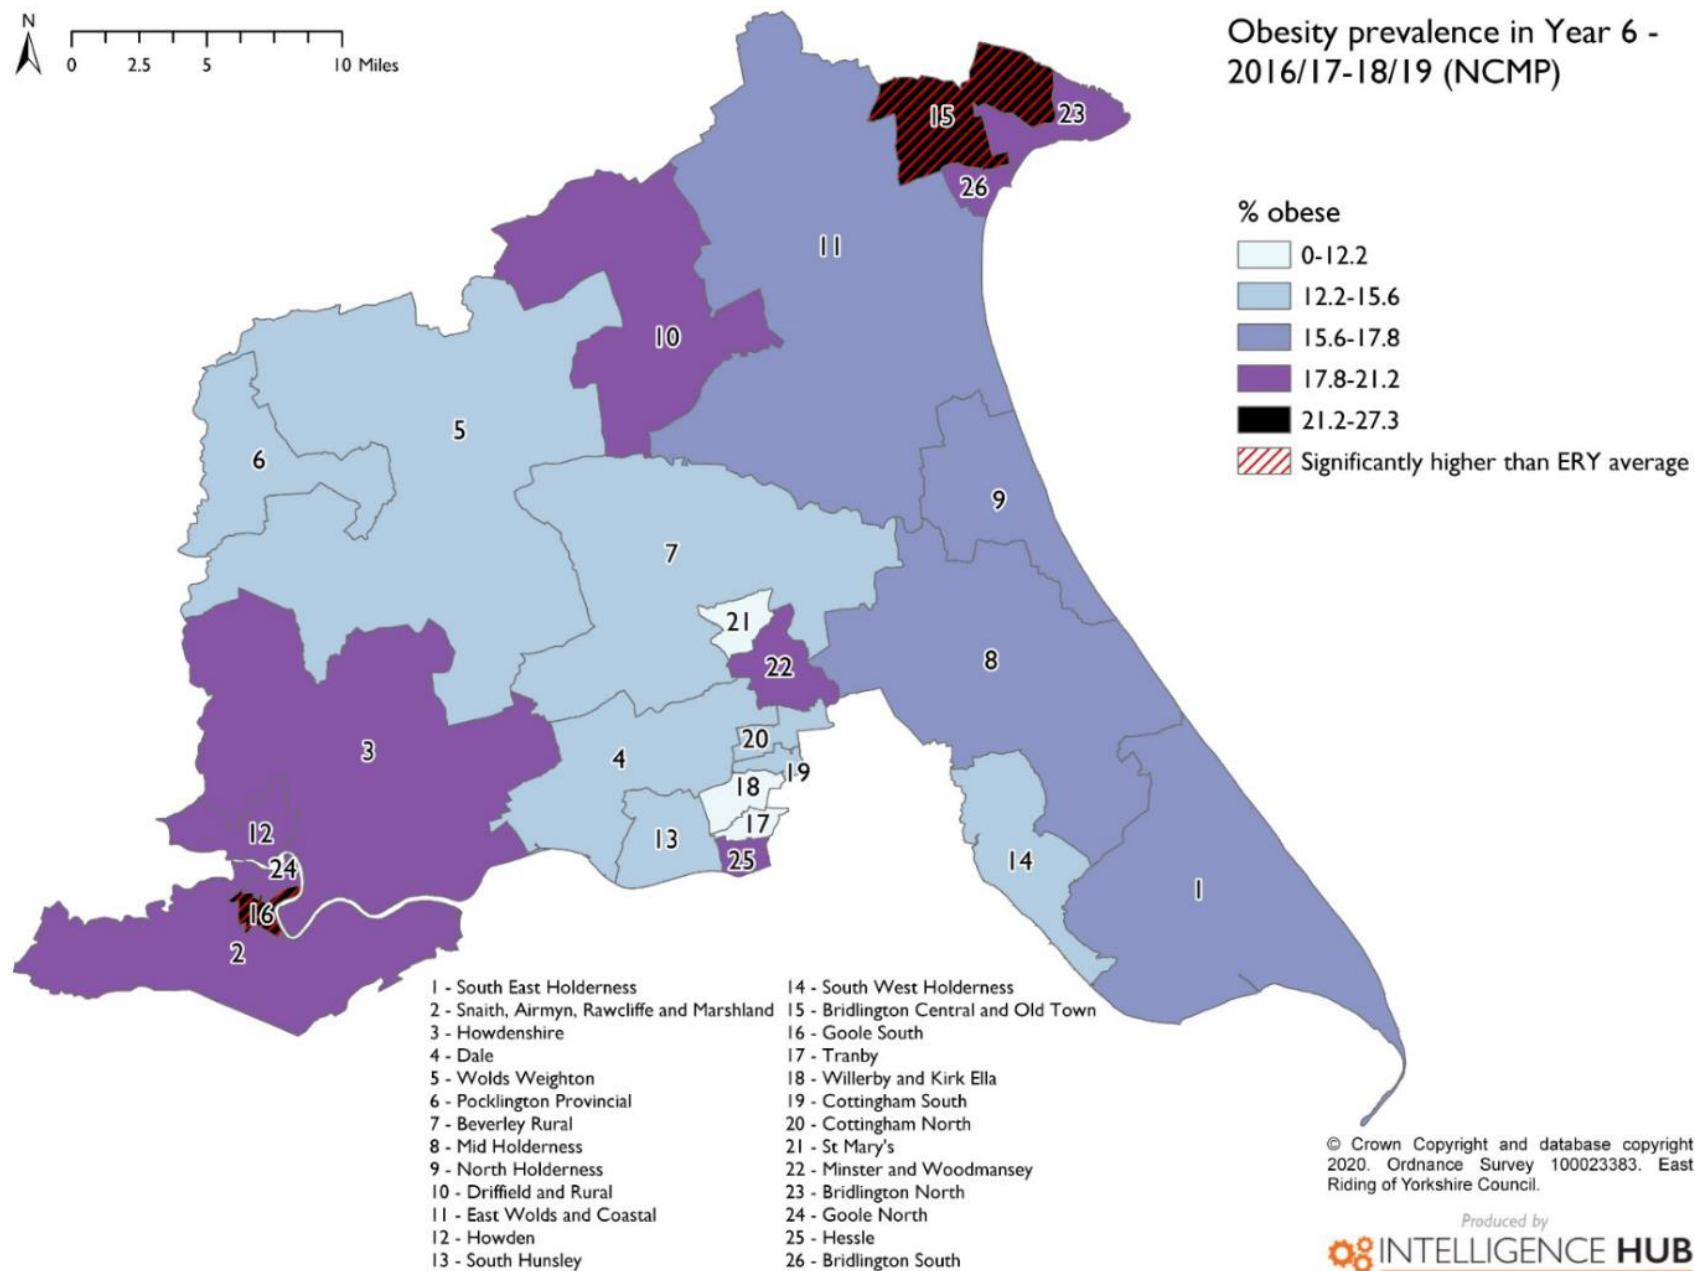 N
0 2.5 5 10 Miles
Obesity prevalence in Year 6 -
2016/17-18/19 (NCMP)
% obese
0-12.2
12.2-15.6
15.6-17.8
17.8-21.2
21.2-27.3
Significantly higher than ERY average
15
23
26
11
10
5
6
9
7
21
22
8
3
4
20
19
18
17
13
25
12
24
16
2
14
1
1 - South East Holderness
2 - Snaith, Airmyn, Rawcliffe and Marshland
3 - Howdenshire
4 - Dale
5 - Wolds Weighton
6 - Pocklington Provincial
7 - Beverley Rural
8 - Mid Holderness
9 - North Holderness
10 - Driffield and Rural
11 - East Wolds and Coastal
12 - Howden
13 - South Hunsley
14 - South West Holderness
15 - Bridlington Central and Old Town
16 - Goole South
17 - Tranby
18 - Willerby and Kirk Ella
19 - Cottingham South
20 - Cottingham North
21 - St Mary's
22 - Minster and Woodmansey
23 - Bridlington North
24 - Goole North
25 - Hessle
26 - Bridlington South
© Crown Copyright and database copyright
2020. Ordnance Survey 100023383. East
Riding of Yorkshire Council.
Produced by
INTELLIGENCE HUB